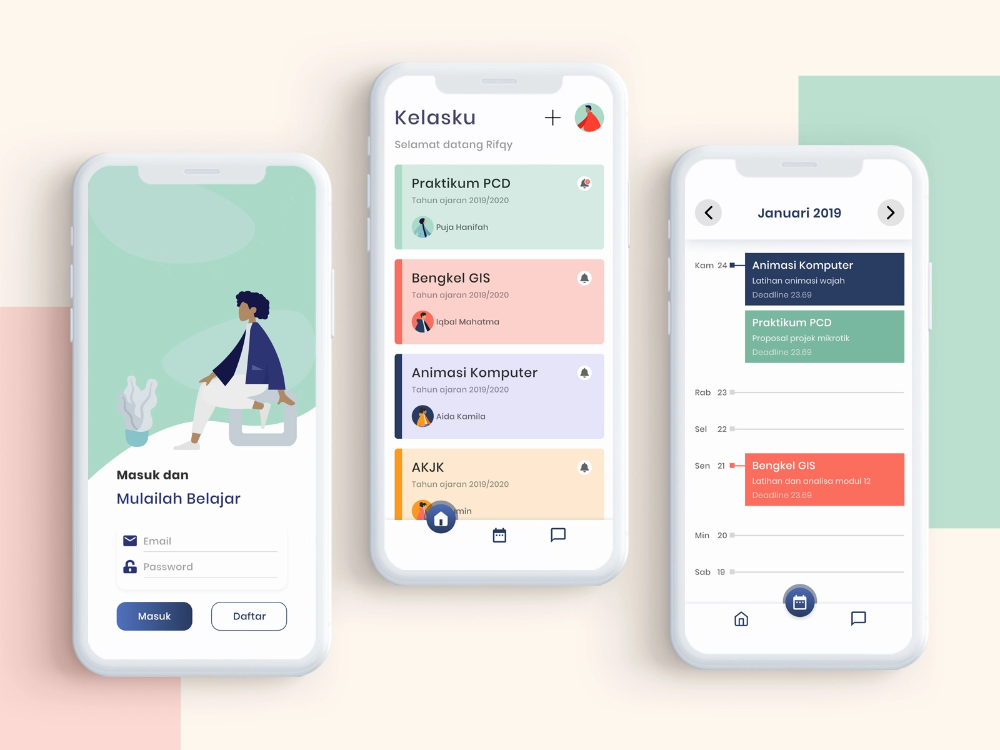 Masuk dan
Mulailah Belajar
Email
Password
Masuk
Daftar
Kelasku
Selamat datang Rifqy
Praktikum PCD
Tahun ajaran 2019/2020
Puja Hanifah
Bengkel GIS
Tahun ajaran 2019/2020
Iqbal Mahatma
Animasi Komputer
Tahun ajaran 2019/2020
Aida Kamila
AKJK
Tahun ajaran 2019/2020
Januari 2019
Kam 24
Animasi Komputer
Latihan animasi wajah
Deadline 23.69
Praktikum PCD
Proposal projek mikrotik
Deadline 23.69
Rab 23
Sel 22
Sen 21
Bengkel GIS
Latihan dan analisa modul 12
Deadline 23.69
Min 20
Sab 19